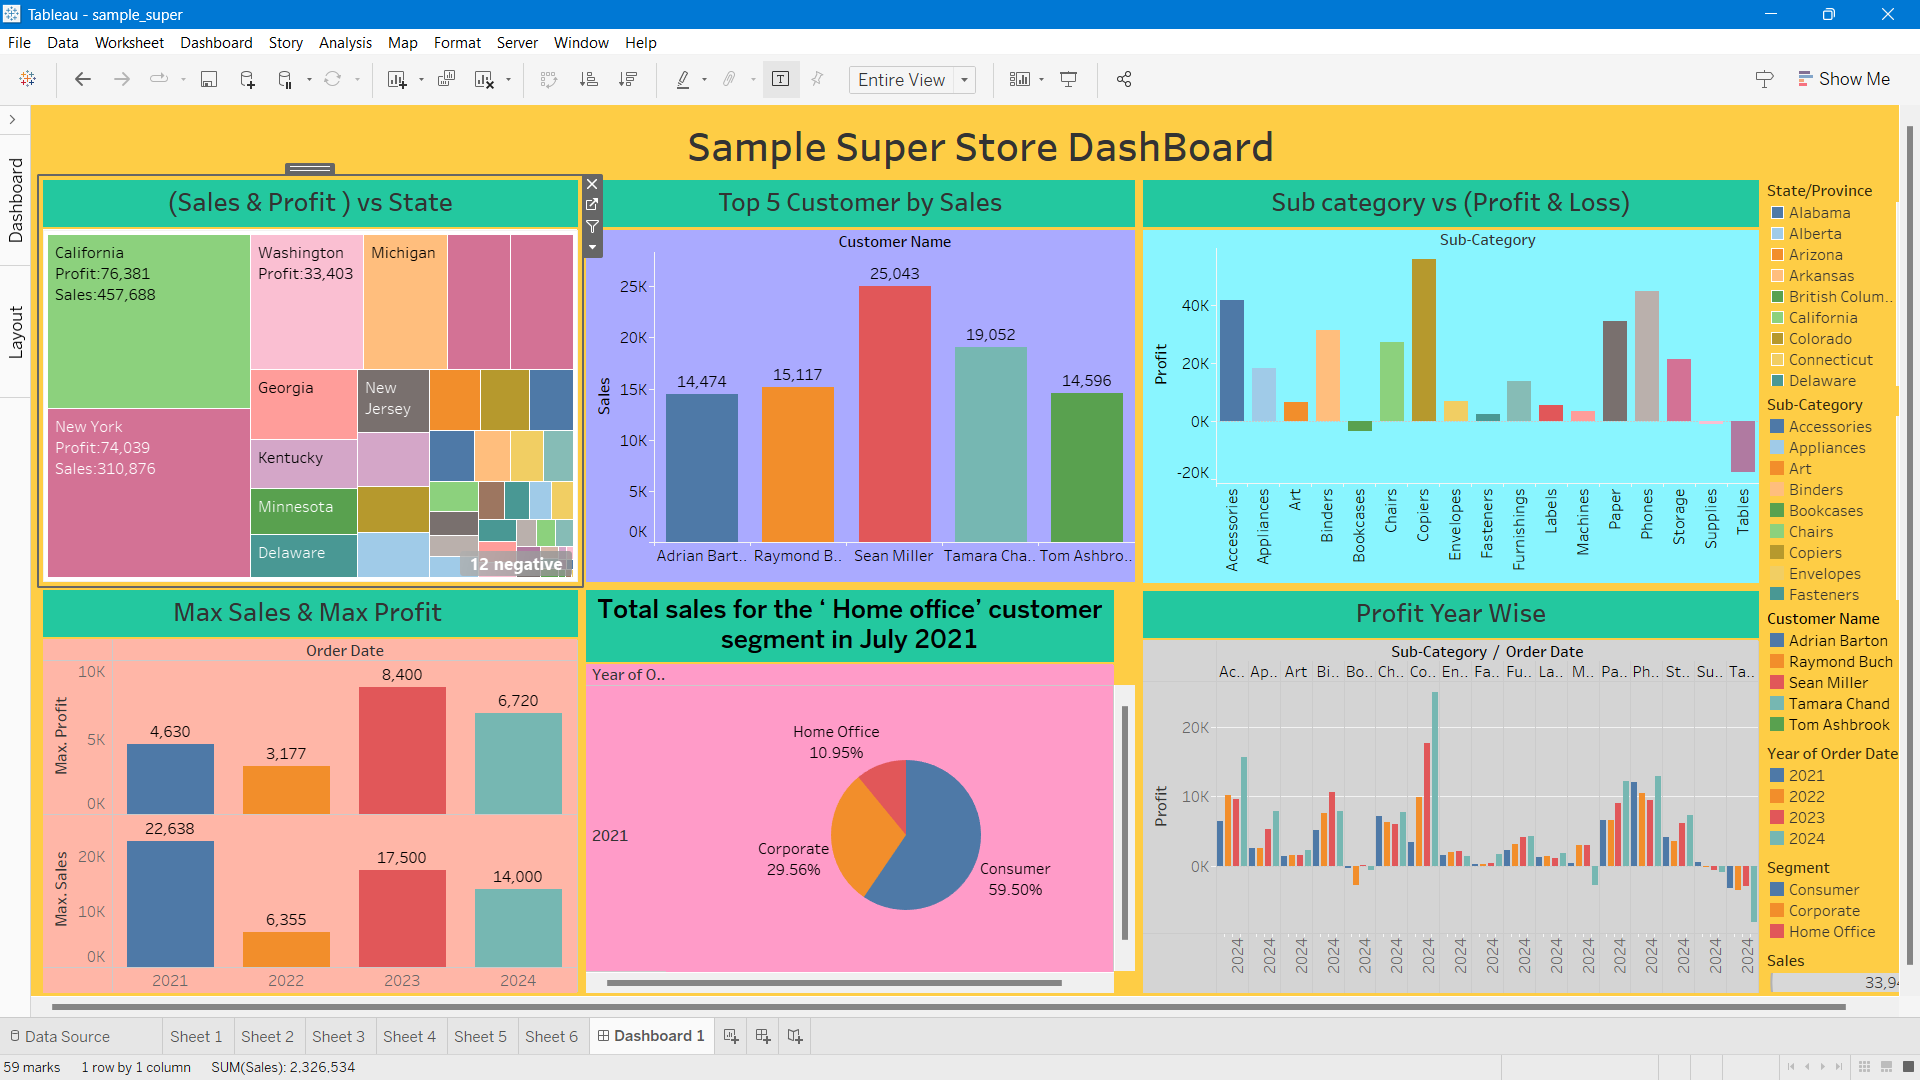 Tableau - sample_super
File Data Worksheet Dashboard Story Analysis Map Format Server Window Help
Entire View
Show Me
Dashboard
Layout
Sample Super Store DashBoard
(Sales & Profit ) vs State
California
Profit:76,381
Sales:457,688
New York
Profit:74,039
Sales:310,876
Washington
Profit:33,403
Michigan
Georgia
New
Jersey
Kentucky
Minnesota
Delaware
12 negative
Top 5 Customer by Sales
Customer Name
Sales
25K
20K
15K
10K
5K
0K
14,474
15,117
25,043
19,052
14,596
Adrian Bart..
Raymond B..
Sean Miller
Tamara Cha..
Tom Ashbro..
Sub category vs (Profit & Loss)
Sub-Category
Profit
40K
20K
0K
-20K
Accessories
Appliances
Art
Binders
Bookcases
Chairs
Copiers
Envelopes
Fasteners
Furnishings
Labels
Machines
Paper
Phones
Storage
Supplies
Tables
State/Province
Alabama
Alberta
Arizona
Arkansas
British Colum..
California
Colorado
Connecticut
Delaware
Sub-Category
Accessories
Appliances
Art
Binders
Bookcases
Chairs
Copiers
Envelopes
Fasteners
Customer Name
Adrian Barton
Raymond Buch
Sean Miller
Tamara Chand
Tom Ashbrook
Year of Order Date
2021
2022
2023
2024
Segment
Consumer
Corporate
Home Office
Sales
33,94
Max Sales & Max Profit
Order Date
Max. Profit
10K
5K
0K
4,630
3,177
8,400
6,720
Max. Sales
20K
10K
0K
22,638
6,355
17,500
14,000
2021
2022
2023
2024
Total sales for the ‘ Home office’ customer
segment in July 2021
Year of O..
2021
Home Office
10.95%
Corporate
29.56%
Consumer
59.50%
Profit Year Wise
Sub-Category / Order Date
Ac.. Ap.. Art Bi.. Bo.. Ch.. Co.. En.. Fa.. Fu.. La.. M.. Pa.. Ph.. St.. Su.. Ta..
Profit
20K
10K
0K
2024 2024 2024 2024 2024 2024 2024 2024 2024 2024 2024 2024 2024 2024 2024 2024 2024
Data Source Sheet 1 Sheet 2 Sheet 3 Sheet 4 Sheet 5 Sheet 6 Dashboard 1
59 marks 1 row by 1 column SUM(Sales): 2,326,534